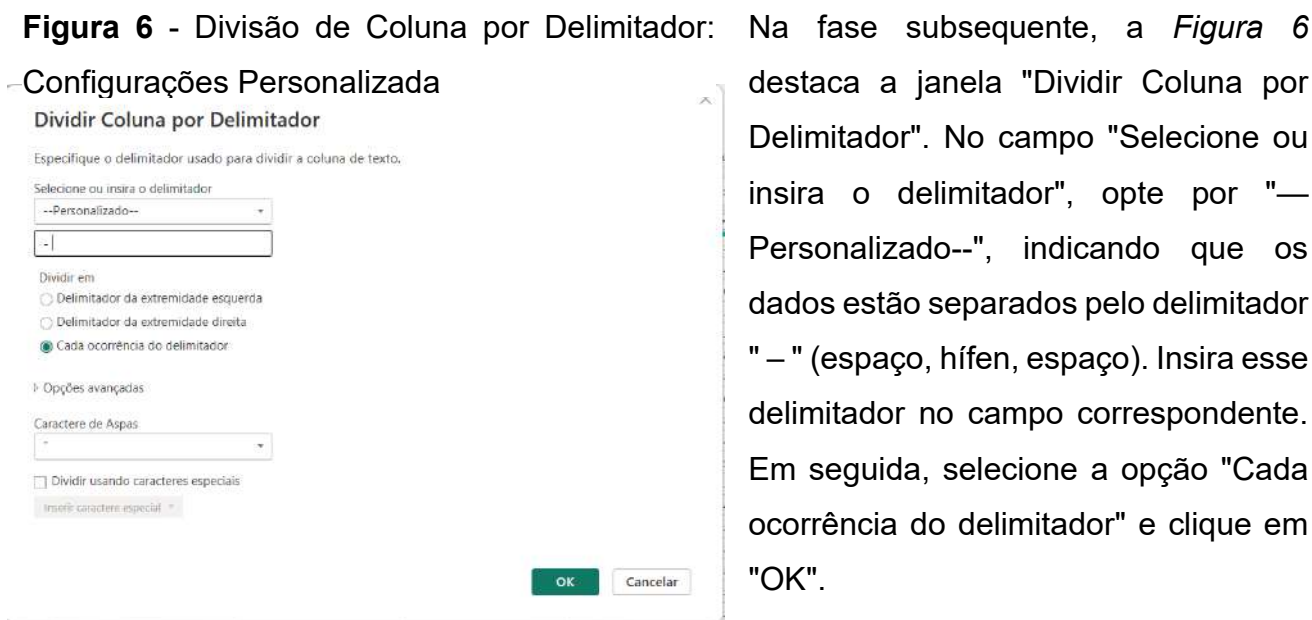 Figura 6 - Divisão de Coluna por Delimitador:
Configurações Personalizada
Dividir Coluna por Delimitador
Especifique o delimitador usado para dividir a coluna de texto.
Selecione ou insira o delimitador
--Personalizado--
-
Dividir em
Delimitador da extremidade esquerda
Delimitador da extremidade direita
Cada ocorrência do delimitador
Opções avançadas
Caractere de Aspas
"
Dividir usando caracteres especiais
Inserir caractere especial
OK
Cancelar
Na fase subsequente, a Figura 6
destaca a janela "Dividir Coluna por
Delimitador". No campo "Selecione ou
insira o delimitador", opte por "—
Personalizado--", indicando que os
dados estão separados pelo delimitador
" – " (espaço, hífen, espaço). Insira esse
delimitador no campo correspondente.
Em seguida, selecione a opção "Cada
ocorrência do delimitador" e clique em
"OK".